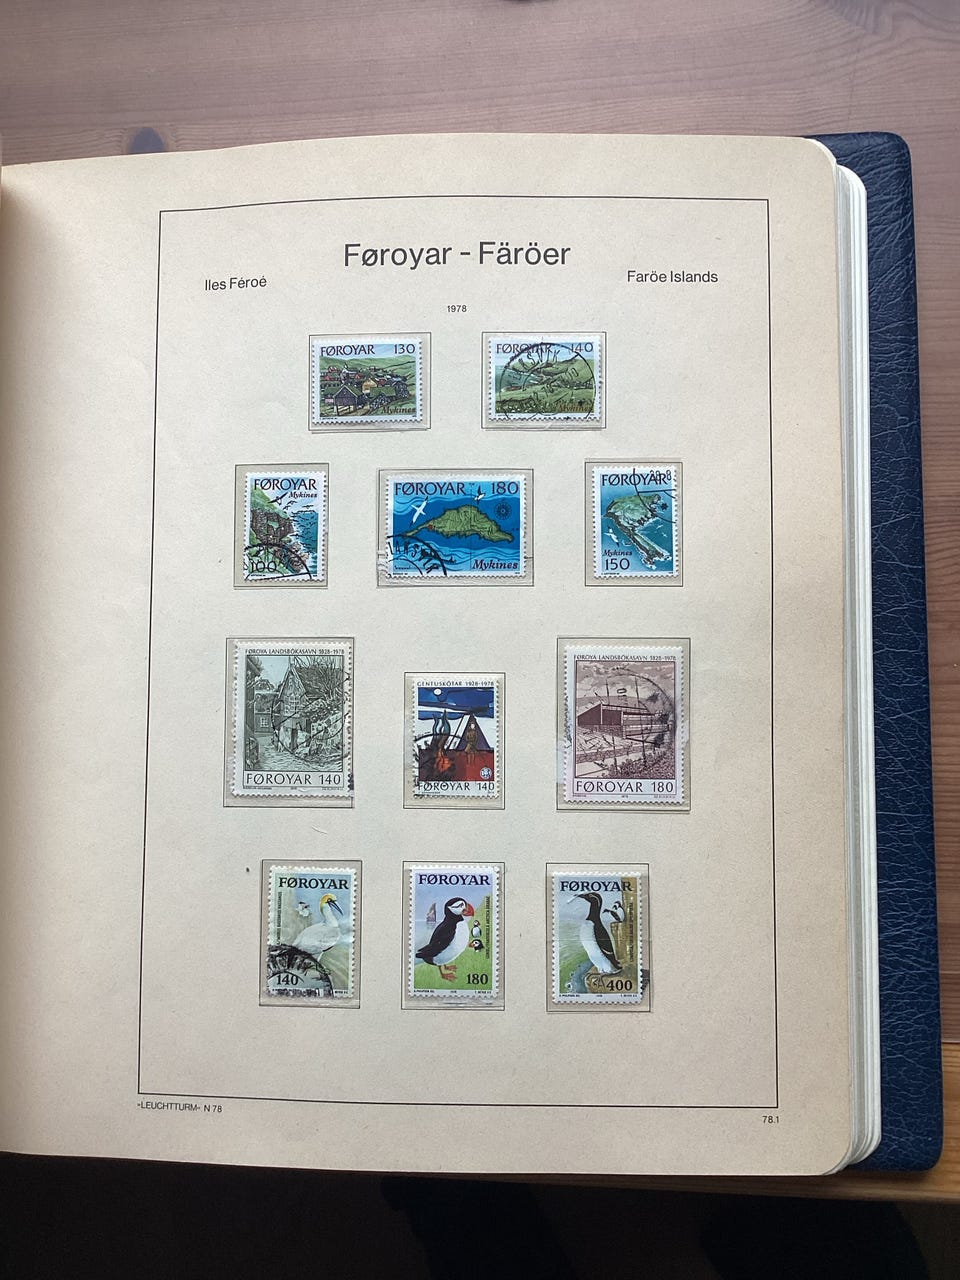 Føroyar - Färöer
Iles Féroé
Faröe Islands
1978
FØROYAR 130
Mykines
FØROYAR 140
Mykines
FØROYAR
Mykines
100
FØROYAR 180
Mykines
FØROYAR
Mykines
150
FØROYA LANDSBÓKASAVN 1828-1978
FØROYAR 140
GENTUSKÓTAR 1928-1978
FØROYAR 140
FØROYA LANDSBÓKASAVN 1828-1978
FØROYAR 180
FØROYAR
140
FØROYAR
180
FØROYAR
400
»LEUCHTTURM« N 78
78.1